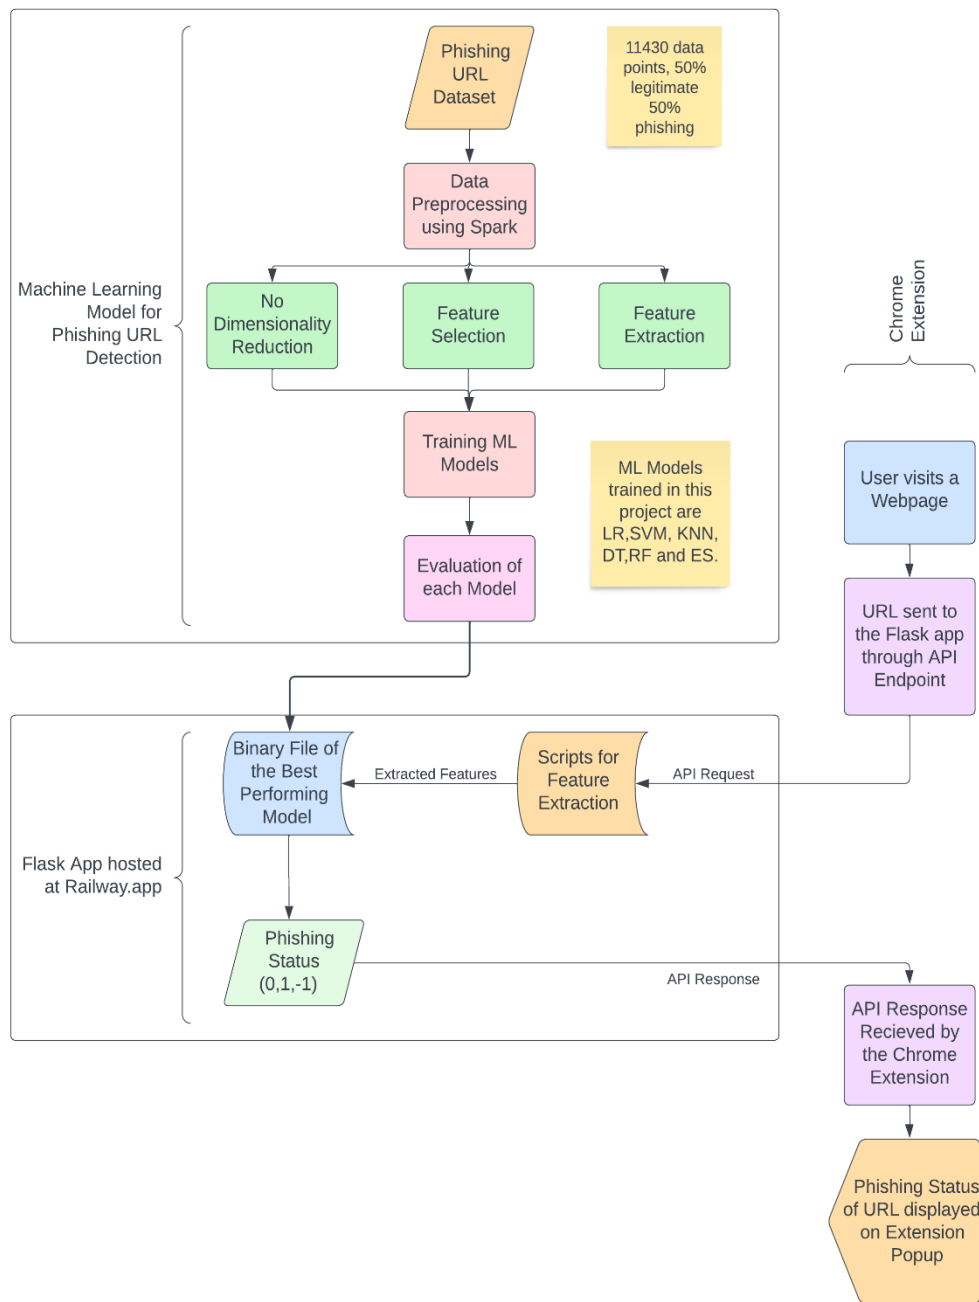 Phishing
URL
Dataset
11430 data
points, 50%
legitimate
50%
phishing
Data
Preprocessing
using Spark
Machine Learning
Model for
Phishing URL
Detection
No
Dimensionality
Reduction
Feature
Selection
Feature
Extraction
Training ML
Models
ML Models
trained in this
project are
LR,SVM, KNN,
DT,RF and ES.
Evaluation of
each Model
Chrome
Extension
User visits a
Webpage
URL sent to
the Flask app
through API
Endpoint
Flask App hosted
at Railway.app
Binary File of
the Best
Performing
Model
Extracted Features
Scripts for
Feature
Extraction
API Request
Phishing
Status
(0,1,-1)
API Response
API Response
Recieved by
the Chrome
Extension
Phishing Status
of URL displayed
on Extension
Popup